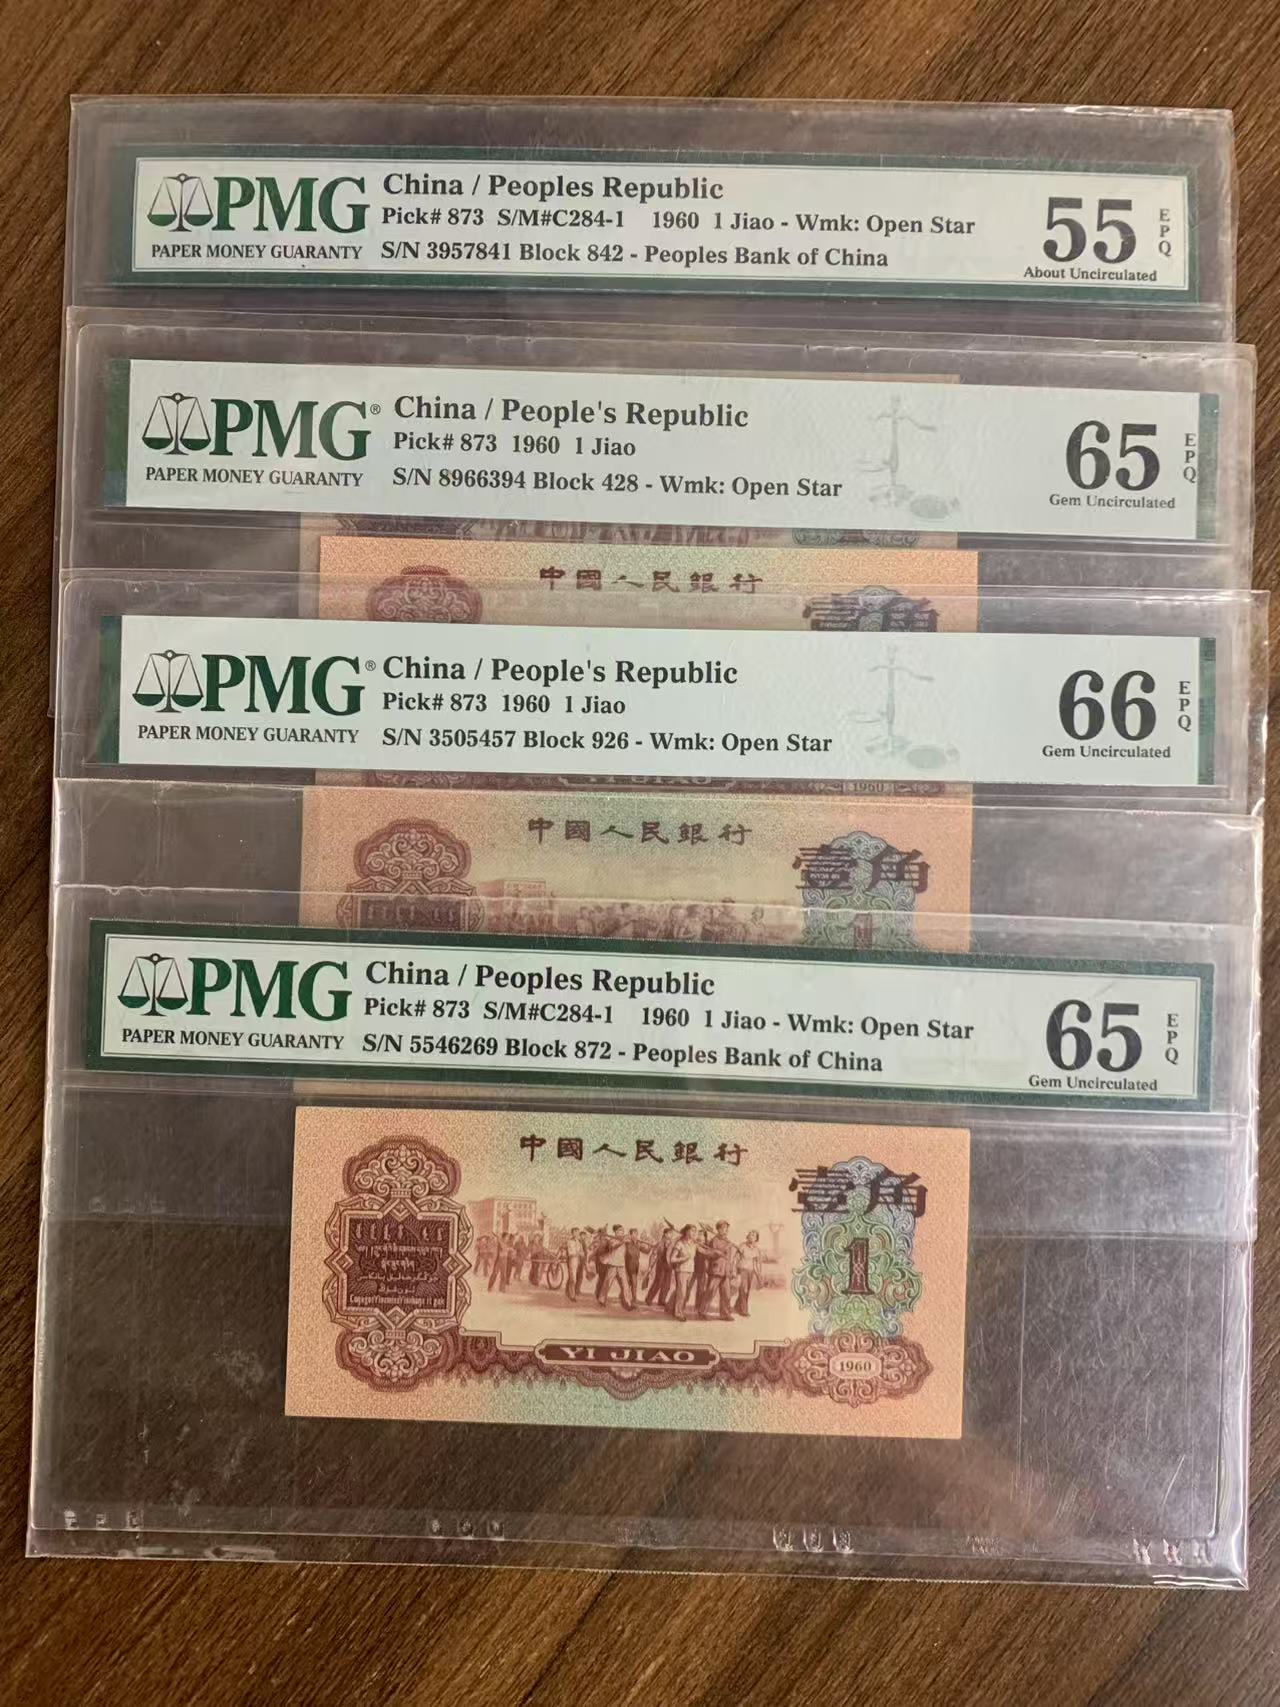 PMG
PAPER MONEY GUARANTY
China / Peoples Republic
Pick# 873 S/M#C284-1 1960 1 Jiao - Wmk: Open Star
S/N 3957841 Block 842 - Peoples Bank of China
55
EPQ
About Uncirculated
PMG®
PAPER MONEY GUARANTY
China / People's Republic
Pick# 873 1960 1 Jiao
S/N 8966394 Block 428 - Wmk: Open Star
65
EPQ
Gem Uncirculated
中國人民銀行
壹角
PMG®
PAPER MONEY GUARANTY
China / People's Republic
Pick# 873 1960 1 Jiao
S/N 3505457 Block 926 - Wmk: Open Star
66
EPQ
Gem Uncirculated
YI JIAO
1960
中國人民銀行
壹角
1
PMG
PAPER MONEY GUARANTY
China / Peoples Republic
Pick# 873 S/M#C284-1 1960 1 Jiao - Wmk: Open Star
S/N 5546269 Block 872 - Peoples Bank of China
65
EPQ
Gem Uncirculated
中國人民銀行
壹角
1
YI JIAO
1960